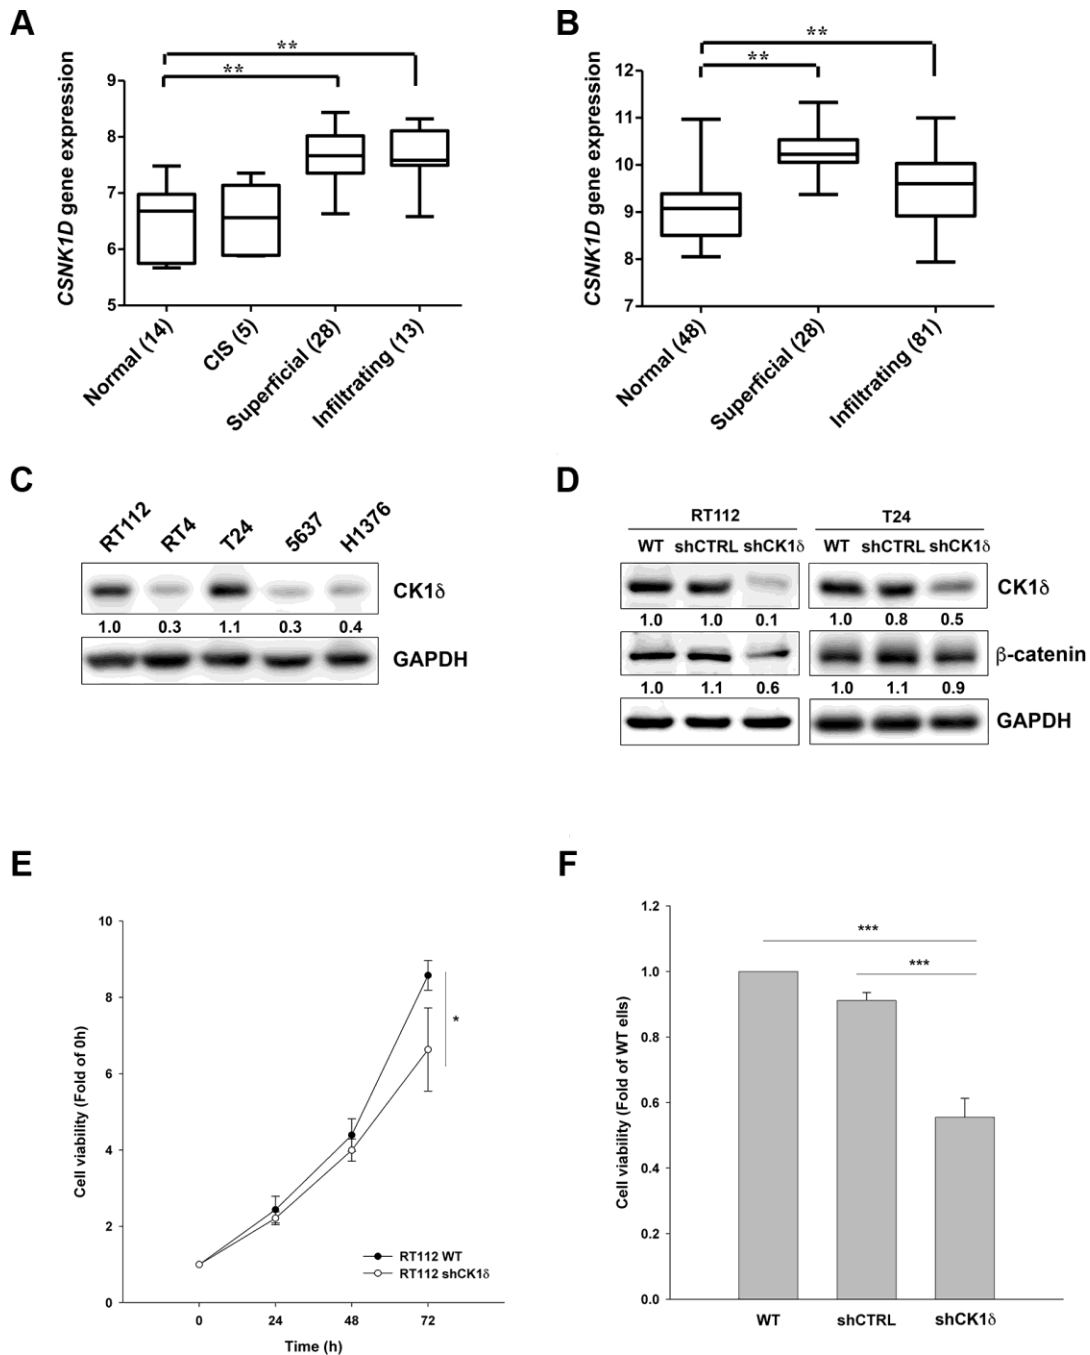 A
CSNK1D gene expression
9
8
7
6
5
**
**
Normal (14)
CIS (5)
Superficial (28)
Infiltrating (13)
B
CSNK1D gene expression
12
11
10
9
8
7
**
**
Normal (48)
Superficial (28)
Infiltrating (81)
C
RT112 RT4 T24 5637 H1376
CK1δ
1.0 0.3 1.1 0.3 0.4
GAPDH
D
RT112 T24
WT shCTRL shCK1δ WT shCTRL shCK1δ
CK1δ
1.0 1.0 0.1 1.0 0.8 0.5
β-catenin
1.0 1.1 0.6 1.0 1.1 0.9
GAPDH
E
Cell viability (Fold of 0h)
10
8
6
4
2
0
*
RT112 WT
RT112 shCK1δ
0 24 48 72
Time (h)
F
Cell viability (Fold of WT ells)
1.2
1.0
0.8
0.6
0.4
0.2
0.0
***
***
WT shCTRL shCK1δ